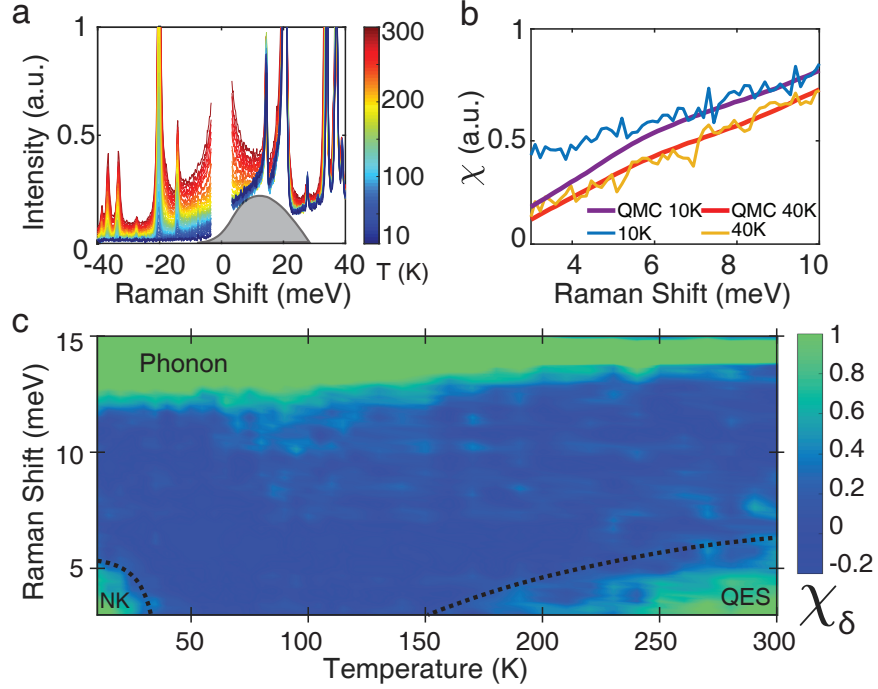 a
1
0.5
0
Intensity (a.u.)
-40
-20
0
20
40
Raman Shift (meV)
300
200
100
10
T (K)
b
1
0.5
0
χ (a.u.)
QMC 10K
QMC 40K
10K
40K
4
6
8
10
Raman Shift (meV)
c
15
10
5
Raman Shift (meV)
Phonon
NK
QES
50
100
150
200
250
300
Temperature (K)
1
0.8
0.6
0.4
0.2
0
-0.2
χδ